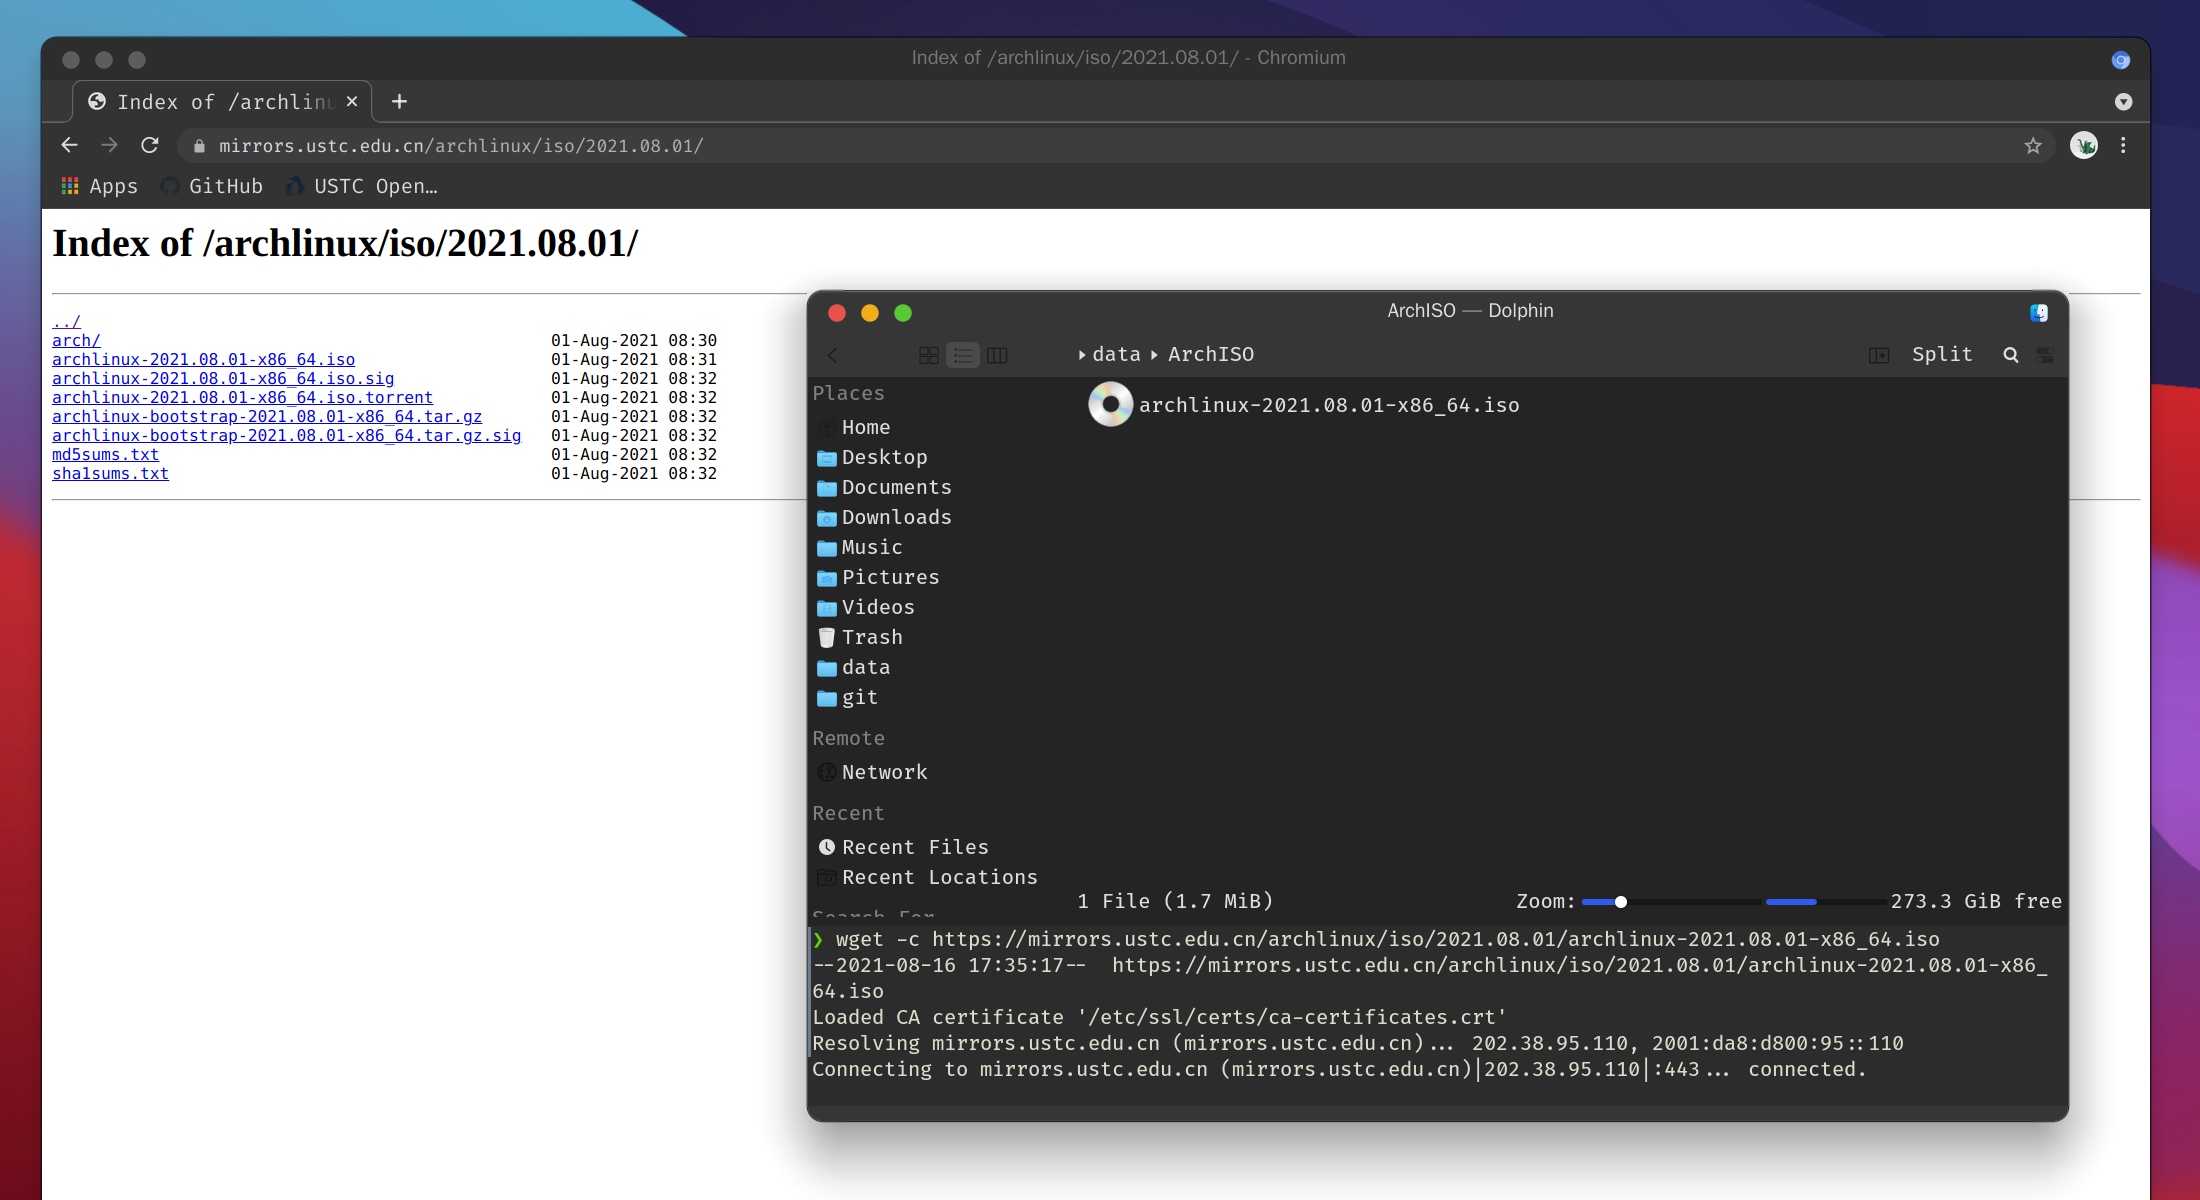 Index of /archlinux/iso/2021.08.01/ - Chromium
Index of /archlin
mirrors.ustc.edu.cn/archlinux/iso/2021.08.01/
Apps GitHub USTC Open…
Index of /archlinux/iso/2021.08.01/
../
arch/ 01-Aug-2021 08:30
archlinux-2021.08.01-x86_64.iso 01-Aug-2021 08:31
archlinux-2021.08.01-x86_64.iso.sig 01-Aug-2021 08:32
archlinux-2021.08.01-x86_64.iso.torrent 01-Aug-2021 08:32
archlinux-bootstrap-2021.08.01-x86_64.tar.gz 01-Aug-2021 08:32
archlinux-bootstrap-2021.08.01-x86_64.tar.gz.sig 01-Aug-2021 08:32
md5sums.txt 01-Aug-2021 08:32
sha1sums.txt 01-Aug-2021 08:32
ArchISO — Dolphin
data ArchISO
Split
Places
Home
Desktop
Documents
Downloads
Music
Pictures
Videos
Trash
data
git
Remote
Network
Recent
Recent Files
Recent Locations
Search For
archlinux-2021.08.01-x86_64.iso
1 File (1.7 MiB)
Zoom:
273.3 GiB free
❯ wget -c https://mirrors.ustc.edu.cn/archlinux/iso/2021.08.01/archlinux-2021.08.01-x86_64.iso
--2021-08-16 17:35:17--  https://mirrors.ustc.edu.cn/archlinux/iso/2021.08.01/archlinux-2021.08.01-x86_
64.iso
Loaded CA certificate '/etc/ssl/certs/ca-certificates.crt'
Resolving mirrors.ustc.edu.cn (mirrors.ustc.edu.cn)... 202.38.95.110, 2001:da8:d800:95::110
Connecting to mirrors.ustc.edu.cn (mirrors.ustc.edu.cn)|202.38.95.110|:443... connected.